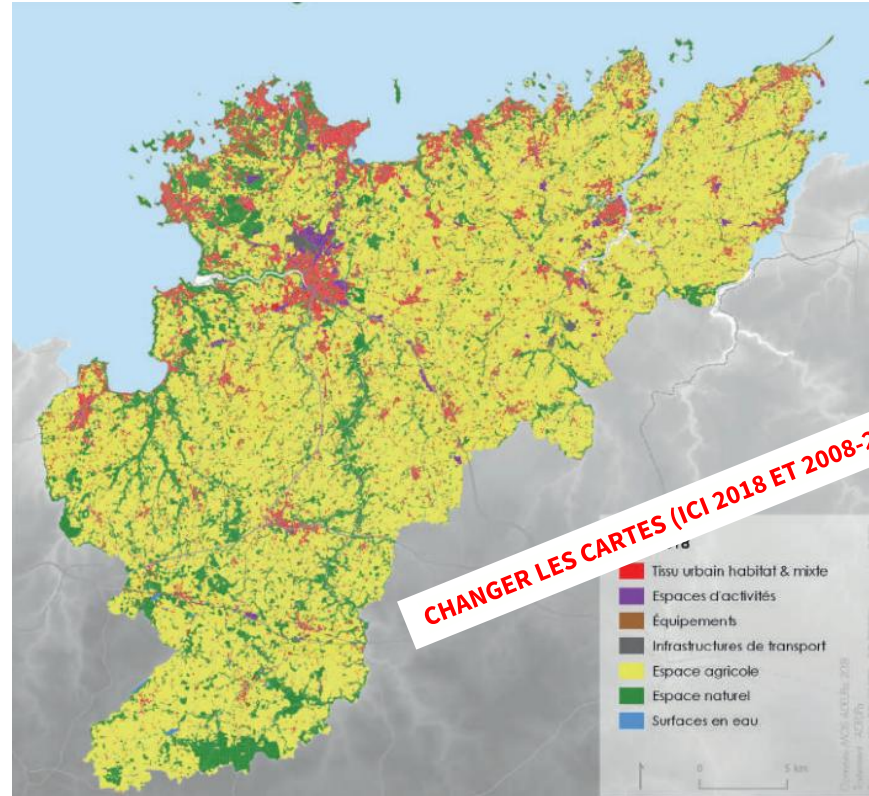 CHANGER LES CARTES (ICI 2018 ET 2008-2
Tissu urbain habitat & mixte
Espaces d'activités
Équipements
Infrastructures de transport
Espace agricole
Espace naturel
Surfaces en eau
0 5 km